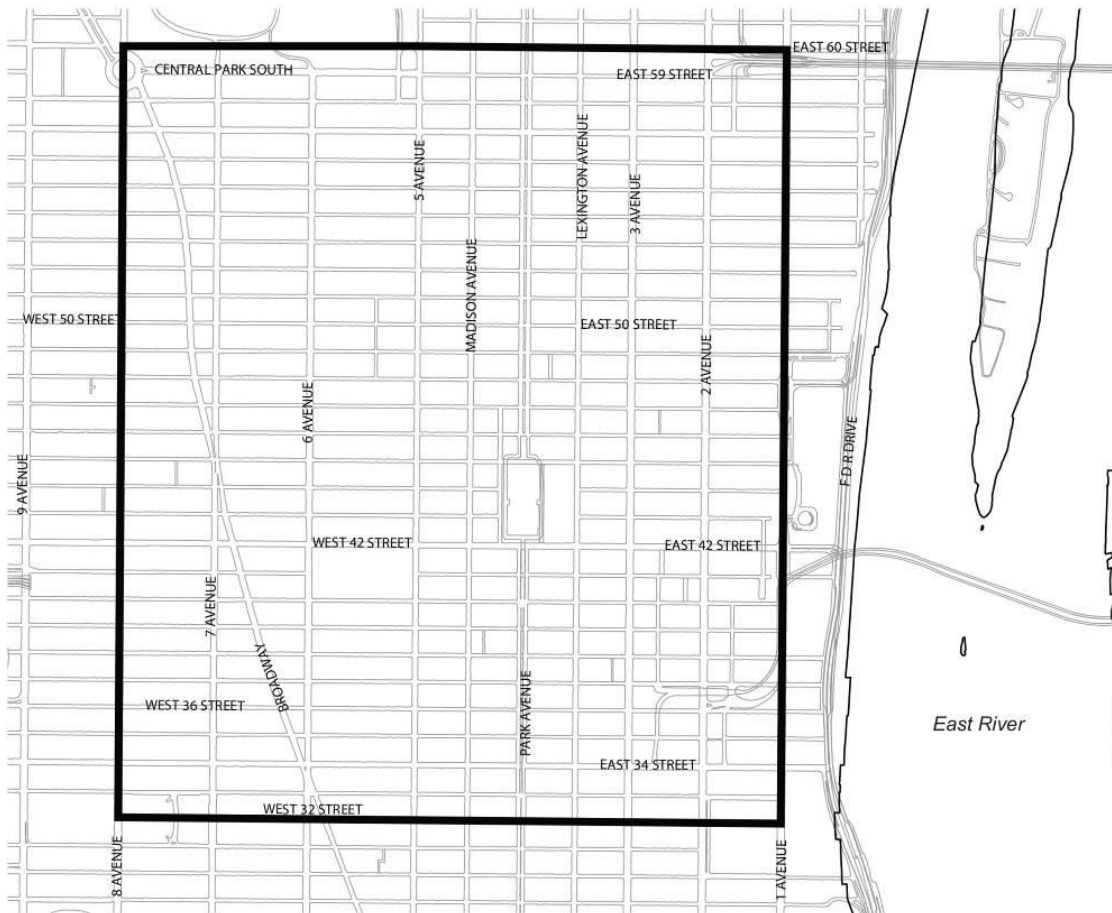 EAST 60 STREET
CENTRAL PARK SOUTH
EAST 59 STREET
5 AVENUE
LEXINGTON AVENUE
3 AVENUE
MADISON AVENUE
WEST 50 STREET
EAST 50 STREET
2 AVENUE
6 AVENUE
F D R DRIVE
9 AVENUE
WEST 42 STREET
EAST 42 STREET
7 AVENUE
BROADWAY
WEST 36 STREET
PARK AVENUE
East River
EAST 34 STREET
WEST 32 STREET
8 AVENUE
1 AVENUE